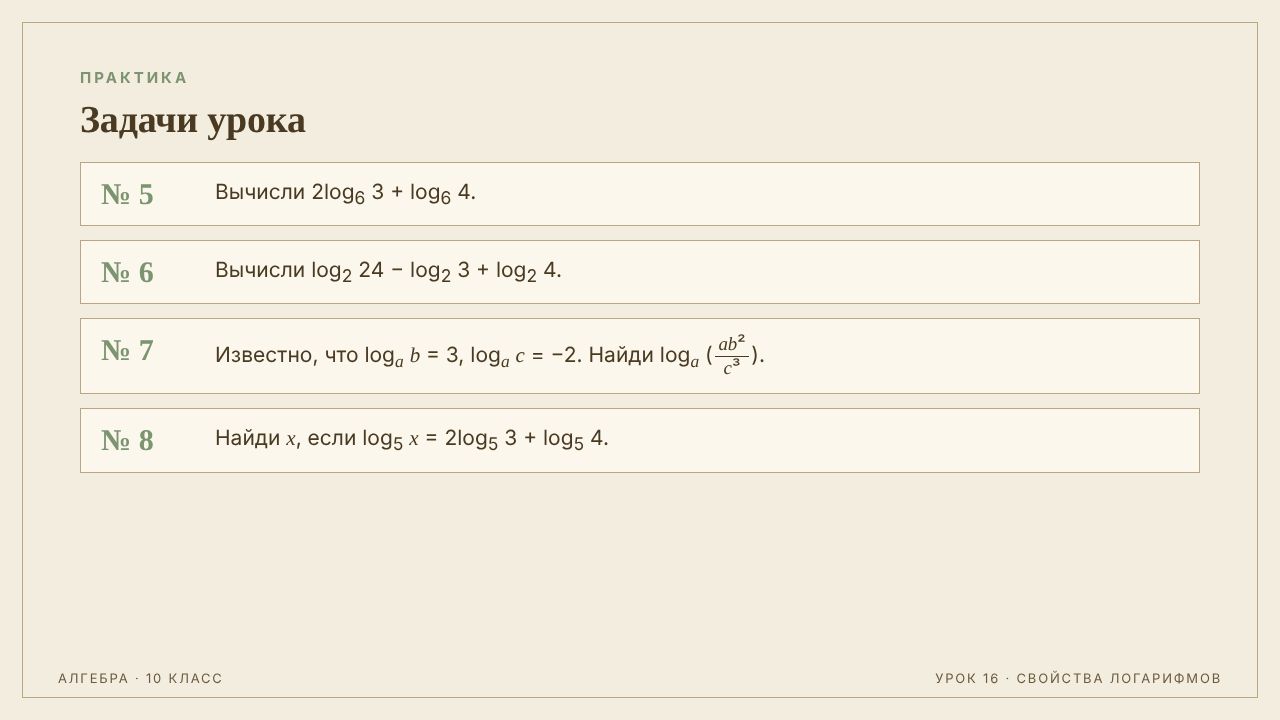 ПРАКТИКА
Задачи урока
№ 5 Вычисли 2log₆ 3 + log₆ 4.
№ 6 Вычисли log₂ 24 − log₂ 3 + log₂ 4.
№ 7 Известно, что logₐ b = 3, logₐ c = −2. Найди logₐ (ab²/c³).
№ 8 Найди x, если log₅ x = 2log₅ 3 + log₅ 4.
АЛГЕБРА · 10 КЛАСС
УРОК 16 · СВОЙСТВА ЛОГАРИФМОВ